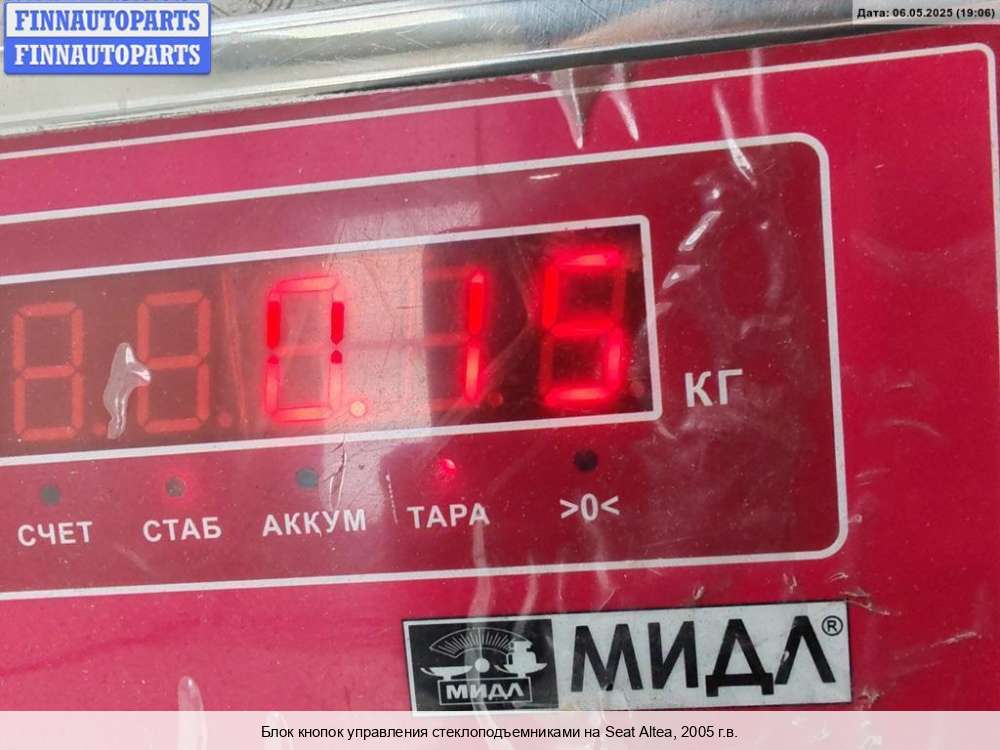 FINNAUTOPARTS
FINNAUTOPARTS
Дата: 06.05.2025 (19:06)
0.15
КГ
СЧЕТ СТАБ АККУМ ТАРА >0<
МИДЛ МИДЛ®
Блок кнопок управления стеклоподъемниками на Seat Altea, 2005 г.в.